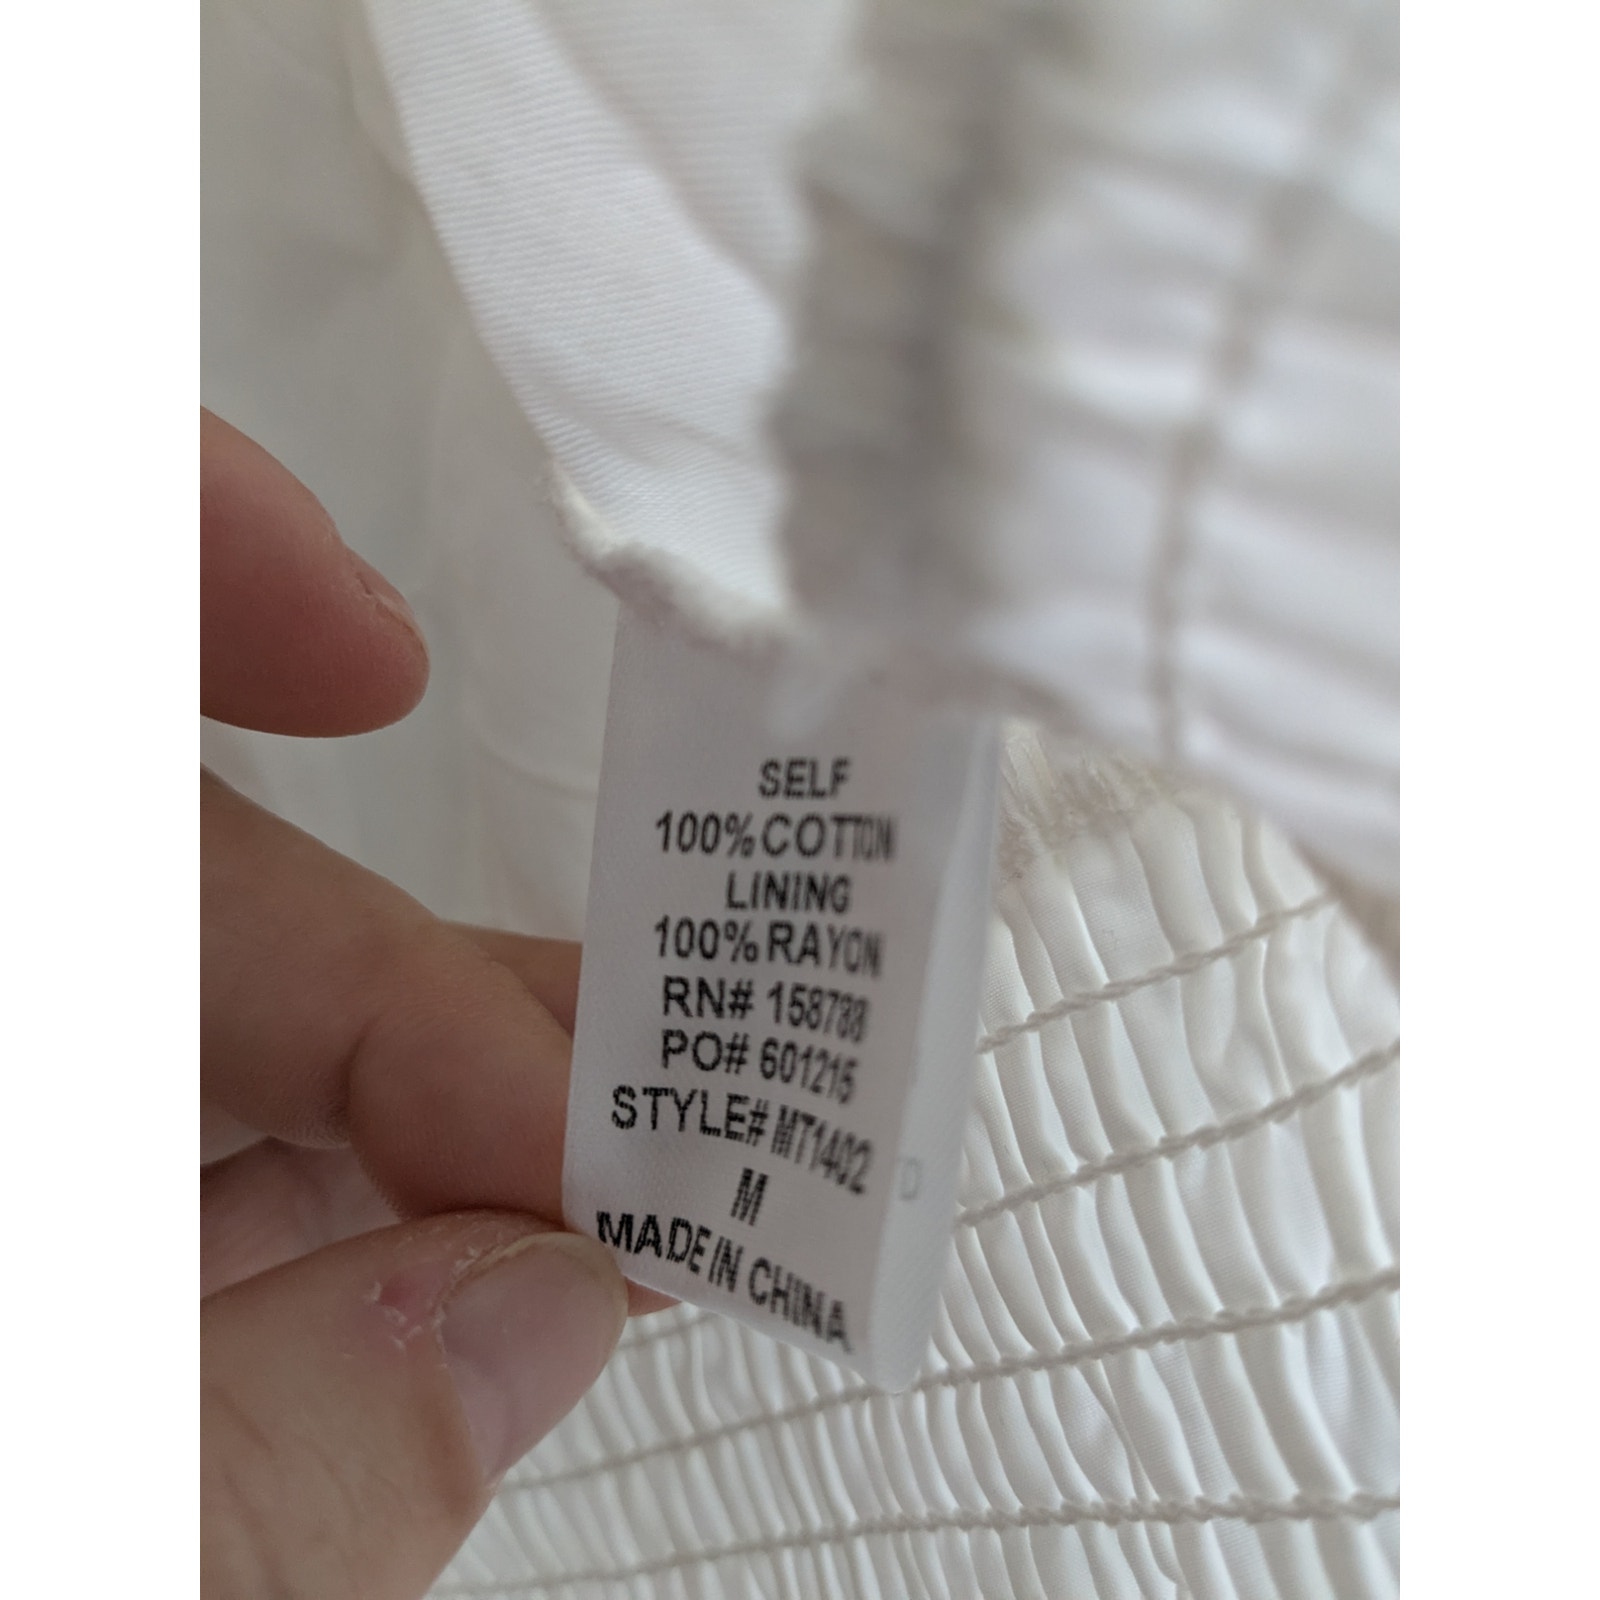 SELF
100% COTTON
LINING
100% RAYON
RN# 158788
PO# 601215
STYLE# MT1402
M
MADE IN CHINA